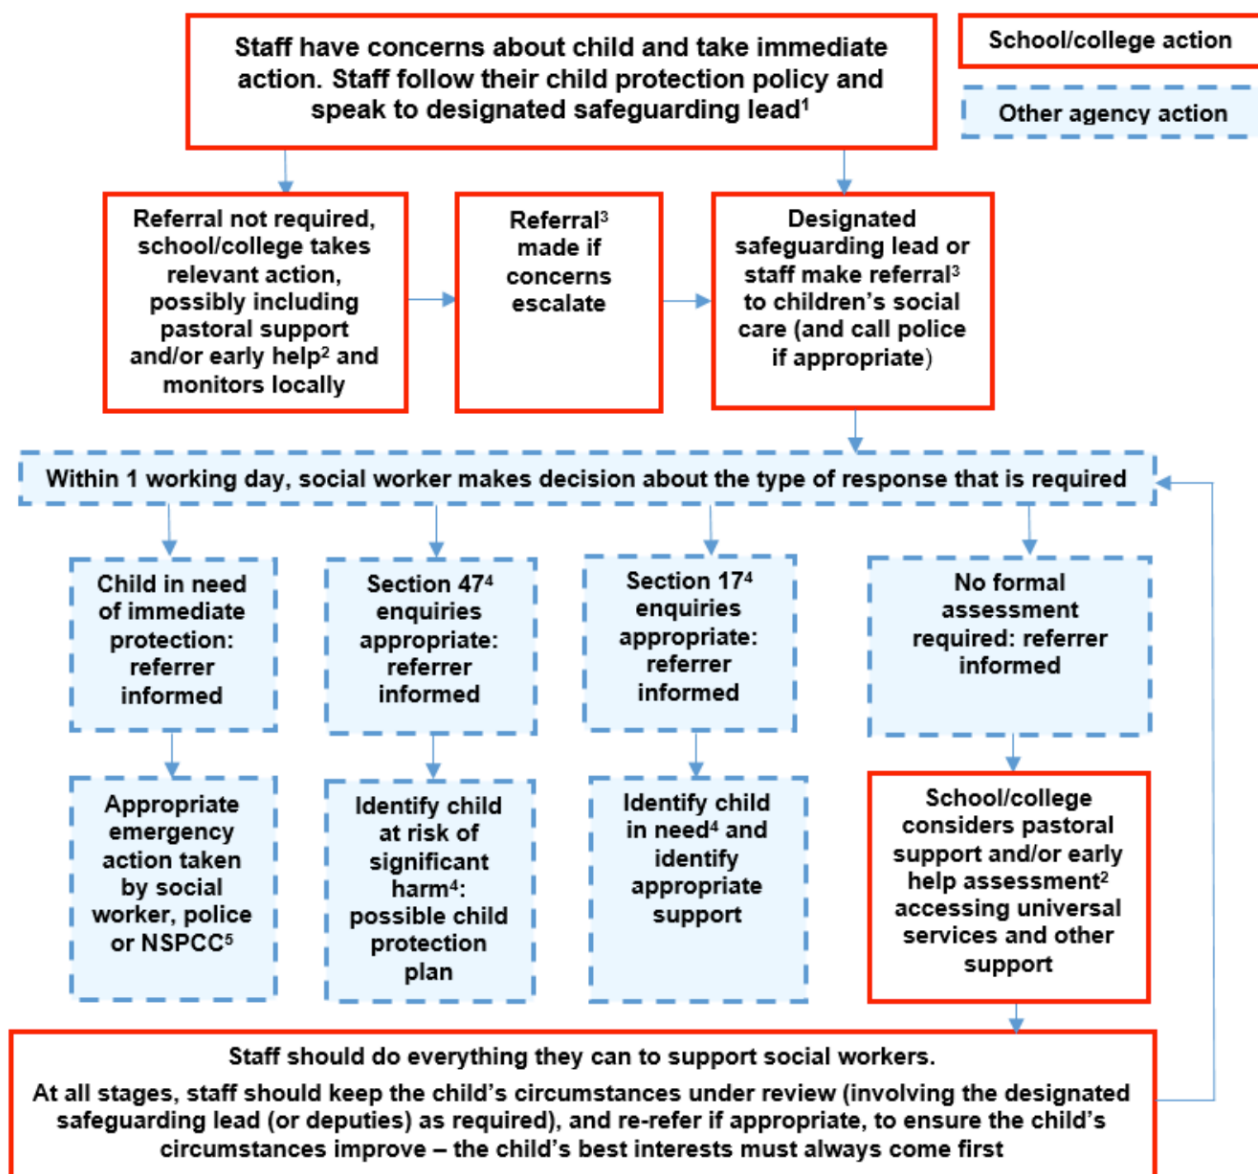 Staff have concerns about child and take immediate
action. Staff follow their child protection policy and
speak to designated safeguarding lead¹
School/college action
Other agency action
Referral not required,
school/college takes
relevant action,
possibly including
pastoral support
and/or early help² and
monitors locally
Referral³
made if
concerns
escalate
Designated
safeguarding lead or
staff make referral³
to children’s social
care (and call police
if appropriate)
Within 1 working day, social worker makes decision about the type of response that is required
Child in need
of immediate
protection:
referrer
informed
Section 47⁴
enquiries
appropriate:
referrer
informed
Section 17⁴
enquiries
appropriate:
referrer
informed
No formal
assessment
required: referrer
informed
Appropriate
emergency
action taken
by social
worker, police
or NSPCC⁵
Identify child
at risk of
significant
harm⁴:
possible child
protection
plan
Identify child
in need⁴ and
identify
appropriate
support
School/college
considers pastoral
support and/or early
help assessment²
accessing universal
services and other
support
Staff should do everything they can to support social workers.
At all stages, staff should keep the child’s circumstances under review (involving the designated
safeguarding lead (or deputies) as required), and re-refer if appropriate, to ensure the child’s
circumstances improve – the child’s best interests must always come first